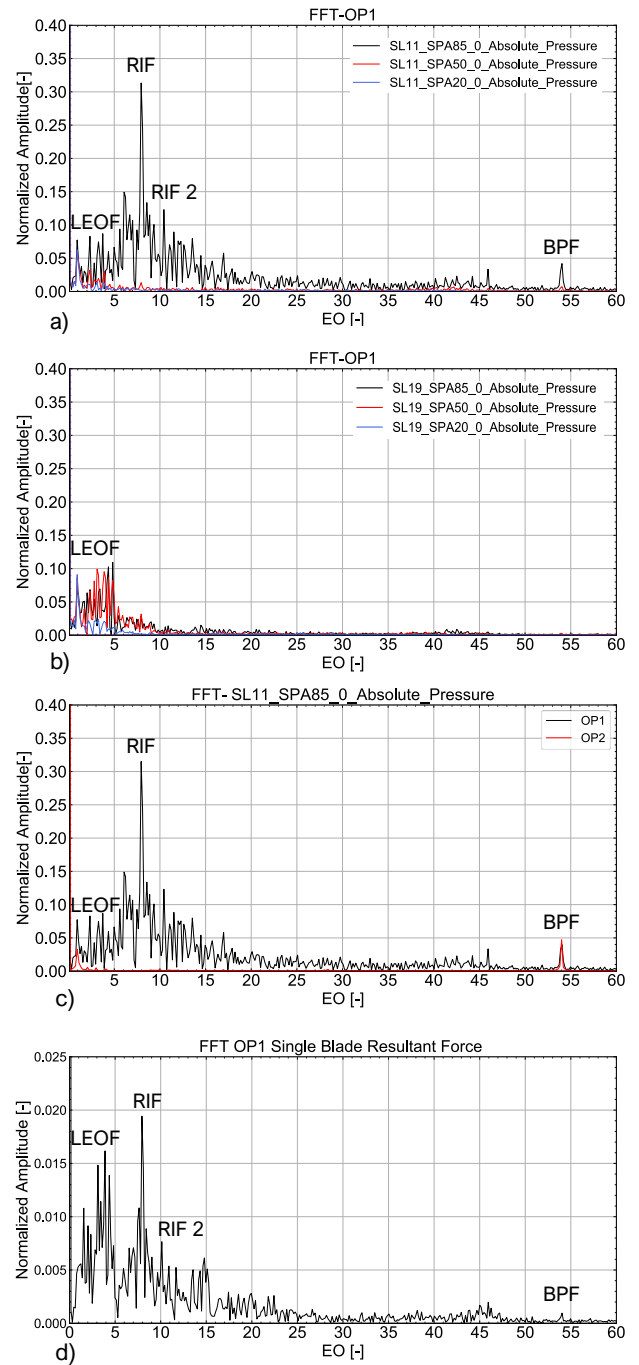 FFT-OP1
Normalized Amplitude[-]
0.40
0.35
0.30
0.25
0.20
0.15
0.10
0.05
0.00
SL11_SPA85_0_Absolute_Pressure
SL11_SPA50_0_Absolute_Pressure
SL11_SPA20_0_Absolute_Pressure
RIF
RIF 2
LEOF
BPF
5 10 15 20 25 30 35 40 45 50 55 60
EO [-]
a)
FFT-OP1
Normalized Amplitude[-]
0.40
0.35
0.30
0.25
0.20
0.15
0.10
0.05
0.00
SL19_SPA85_0_Absolute_Pressure
SL19_SPA50_0_Absolute_Pressure
SL19_SPA20_0_Absolute_Pressure
LEOF
5 10 15 20 25 30 35 40 45 50 55 60
EO [-]
b)
FFT- SL11_SPA85_0_Absolute_Pressure
Normalized Amplitude[-]
0.40
0.35
0.30
0.25
0.20
0.15
0.10
0.05
0.00
OP1
OP2
RIF
LEOF
BPF
5 10 15 20 25 30 35 40 45 50 55 60
EO [-]
c)
FFT OP1 Single Blade Resultant Force
Normalized Amplitude [-]
0.025
0.020
0.015
0.010
0.005
0.000
RIF
LEOF
RIF 2
BPF
0 5 10 15 20 25 30 35 40 45 50 55 60
EO [-]
d)